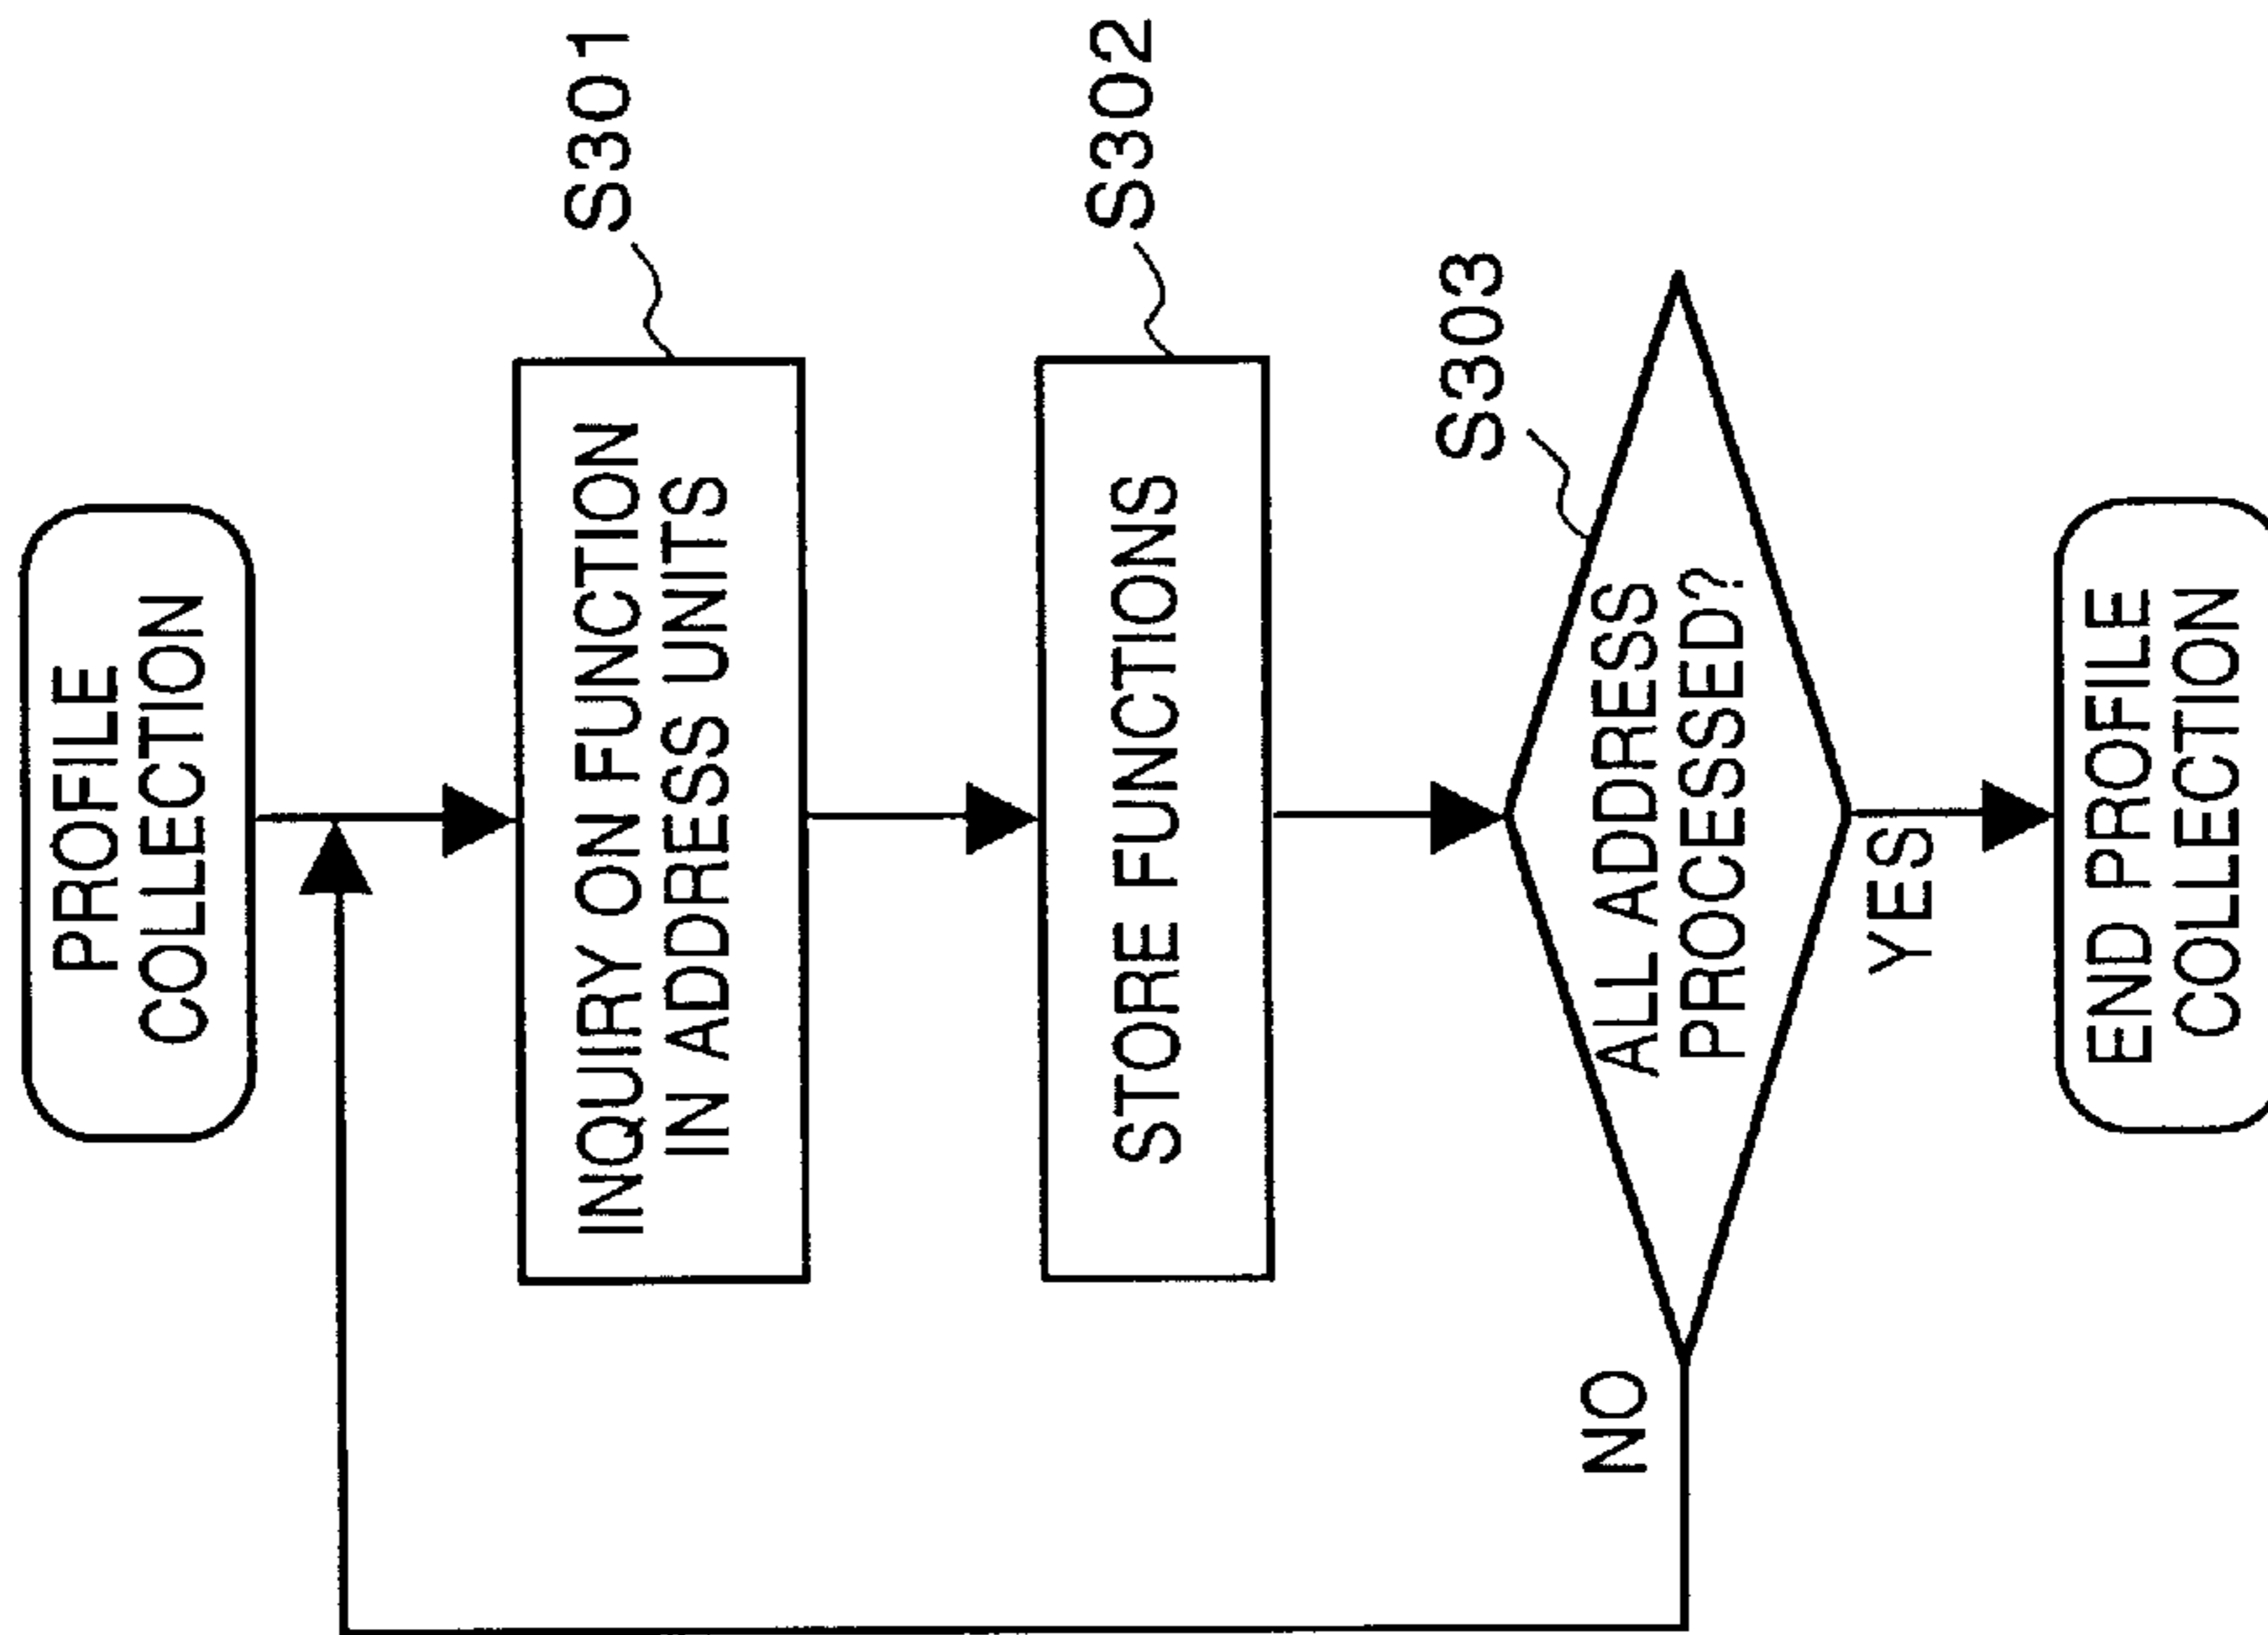 PROFILE
COLLECTION
INQUIRY ON FUNCTION
IN ADDRESS UNITS
S301
STORE FUNCTIONS
S302
ALL ADDRESS
PROCESSED?
S303
NO
YES
END PROFILE
COLLECTION